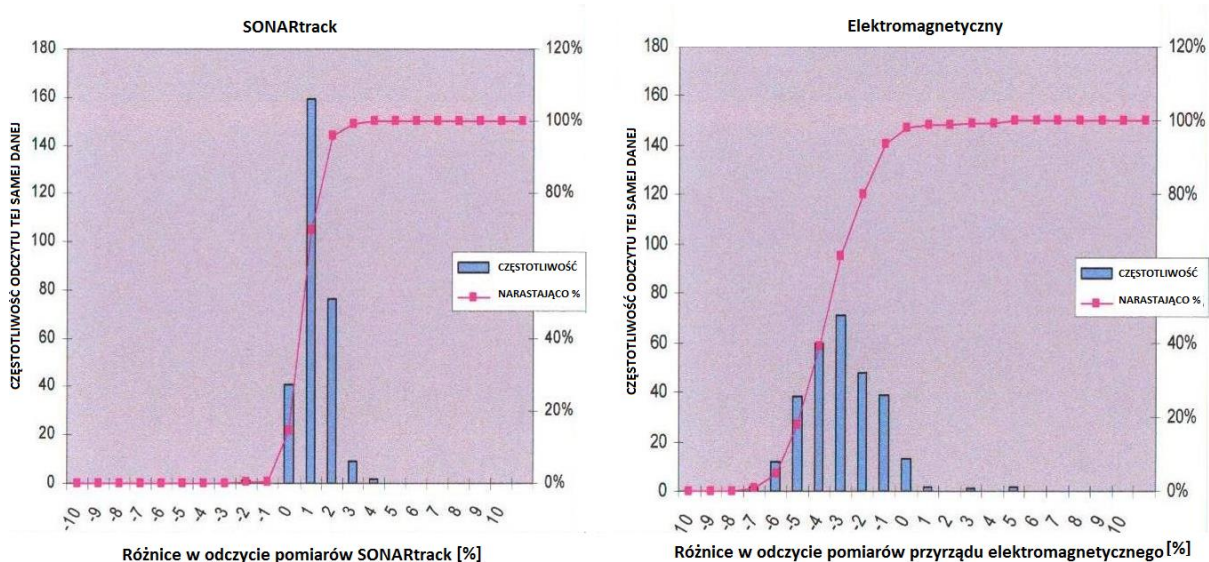 SONARtrack
180
160
140
120
100
80
60
40
20
0
120%
100%
80%
40%
20%
0%
CZĘSTOTLIWOŚĆ ODCZYTU TEJ SAMEJ DANEJ
CZĘSTOTLIWOŚĆ
NARASTAJĄCO %
-10 -9 -8 -7 -6 -5 -4 -3 -2 -1 0 1 2 3 4 5 6 7 8 9 10
Różnice w odczycie pomiarów SONARtrack [%]
Elektromagnetyczny
180
160
140
120
100
80
60
40
20
0
120%
100%
80%
40%
20%
0%
CZĘSTOTLIWOŚĆ ODCZYTU TEJ SAMEJ DANEJ
CZĘSTOTLIWOŚĆ
NARASTAJĄCO %
10 -9 -8 -7 -6 -5 -4 -3 -2 -1 0 1 2 3 4 5 6 7 8 9 10
Różnice w odczycie pomiarów przyrządu elektromagnetycznego [%]